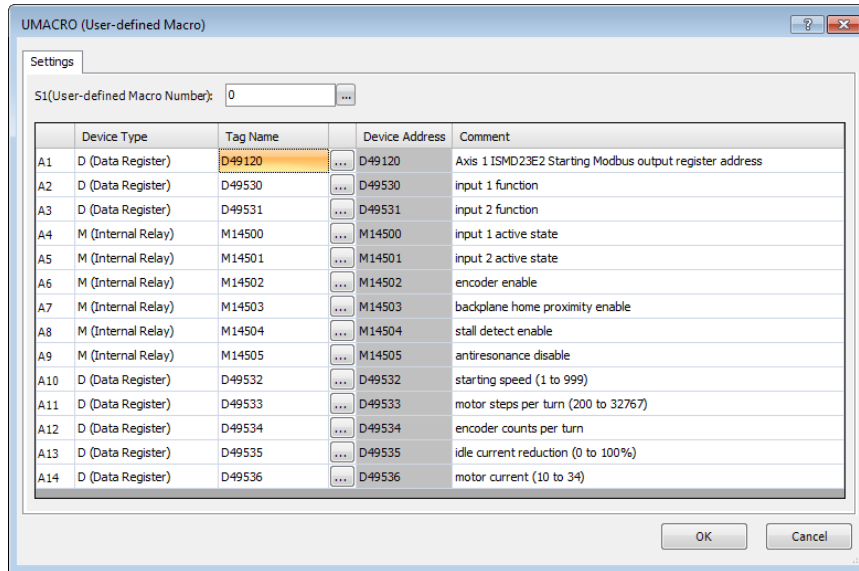 UMACRO (User-defined Macro)
Settings
S1(User-defined Macro Number): 0 ...
Device Type Tag Name Device Address Comment
A1 D (Data Register) D49120 ... D49120 Axis 1 ISMD23E2 Starting Modbus output register address
A2 D (Data Register) D49530 ... D49530 input 1 function
A3 D (Data Register) D49531 ... D49531 input 2 function
A4 M (Internal Relay) M14500 ... M14500 input 1 active state
A5 M (Internal Relay) M14501 ... M14501 input 2 active state
A6 M (Internal Relay) M14502 ... M14502 encoder enable
A7 M (Internal Relay) M14503 ... M14503 backplane home proximity enable
A8 M (Internal Relay) M14504 ... M14504 stall detect enable
A9 M (Internal Relay) M14505 ... M14505 antiresonance disable
A10 D (Data Register) D49532 ... D49532 starting speed (1 to 999)
A11 D (Data Register) D49533 ... D49533 motor steps per turn (200 to 32767)
A12 D (Data Register) D49534 ... D49534 encoder counts per turn
A13 D (Data Register) D49535 ... D49535 idle current reduction (0 to 100%)
A14 D (Data Register) D49536 ... D49536 motor current (10 to 34)
OK Cancel